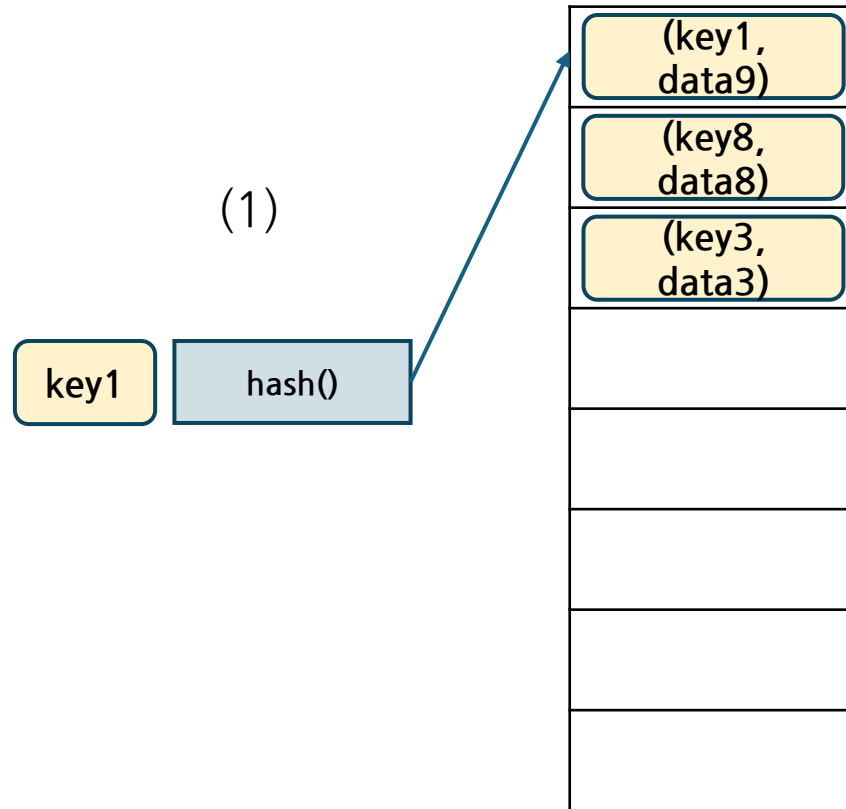 (key1,
data9)
(key8,
data8)
(1)
(key3,
data3)
key1
hash()